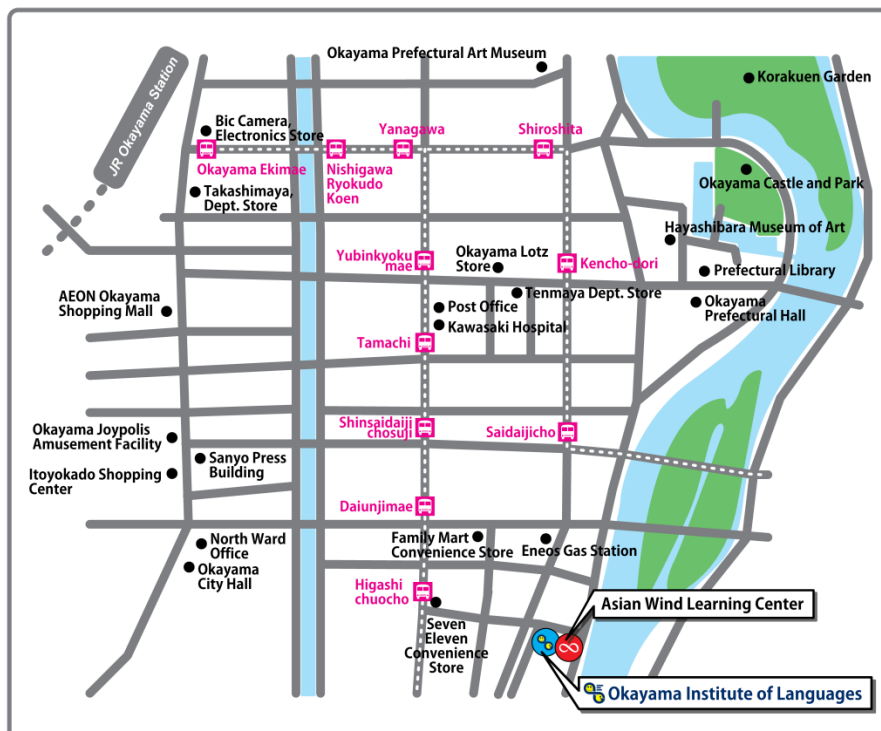 Okayama Prefectural Art Museum
JR Okayama Station
Korakuen Garden
Bic Camera,
Electronics Store
Yanagawa
Shiroshita
Okayama Ekimae
Nishigawa
Ryokudo
Koen
Takashimaya,
Dept. Store
Okayama Castle and Park
Hayashibara Museum of Art
Yubinkyoku
mae
Okayama Lotz
Store
Kencho-dori
Prefectural Library
AEON Okayama
Shopping Mall
Post Office
Tenmaya Dept. Store
Okayama
Prefectural Hall
Kawasaki Hospital
Tamachi
Okayama Joypolis
Amusement Facility
Shinsaidaiji
chosuji
Saidaijicho
Itoyokado Shopping
Center
Sanyo Press
Building
Daiunjimae
North Ward
Office
Family Mart
Convenience Store
Eneos Gas Station
Okayama
City Hall
Higashi
chuocho
Asian Wind Learning Center
Seven
Eleven
Convenience
Store
Okayama Institute of Languages